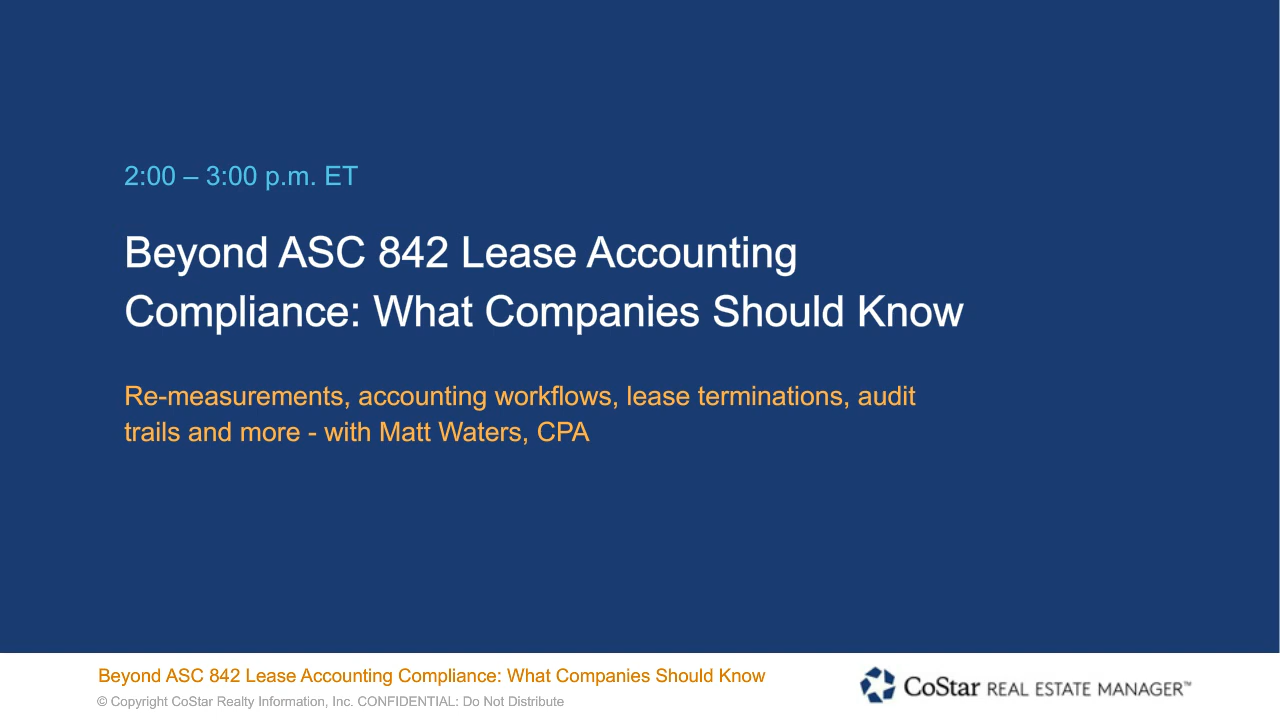 2:00 – 3:00 p.m. ET
Beyond ASC 842 Lease Accounting
Compliance: What Companies Should Know
Re-measurements, accounting workflows, lease terminations, audit
trails and more - with Matt Waters, CPA
Beyond ASC 842 Lease Accounting Compliance: What Companies Should Know
© Copyright CoStar Realty Information, Inc. CONFIDENTIAL: Do Not Distribute
CoStar REAL ESTATE MANAGER™